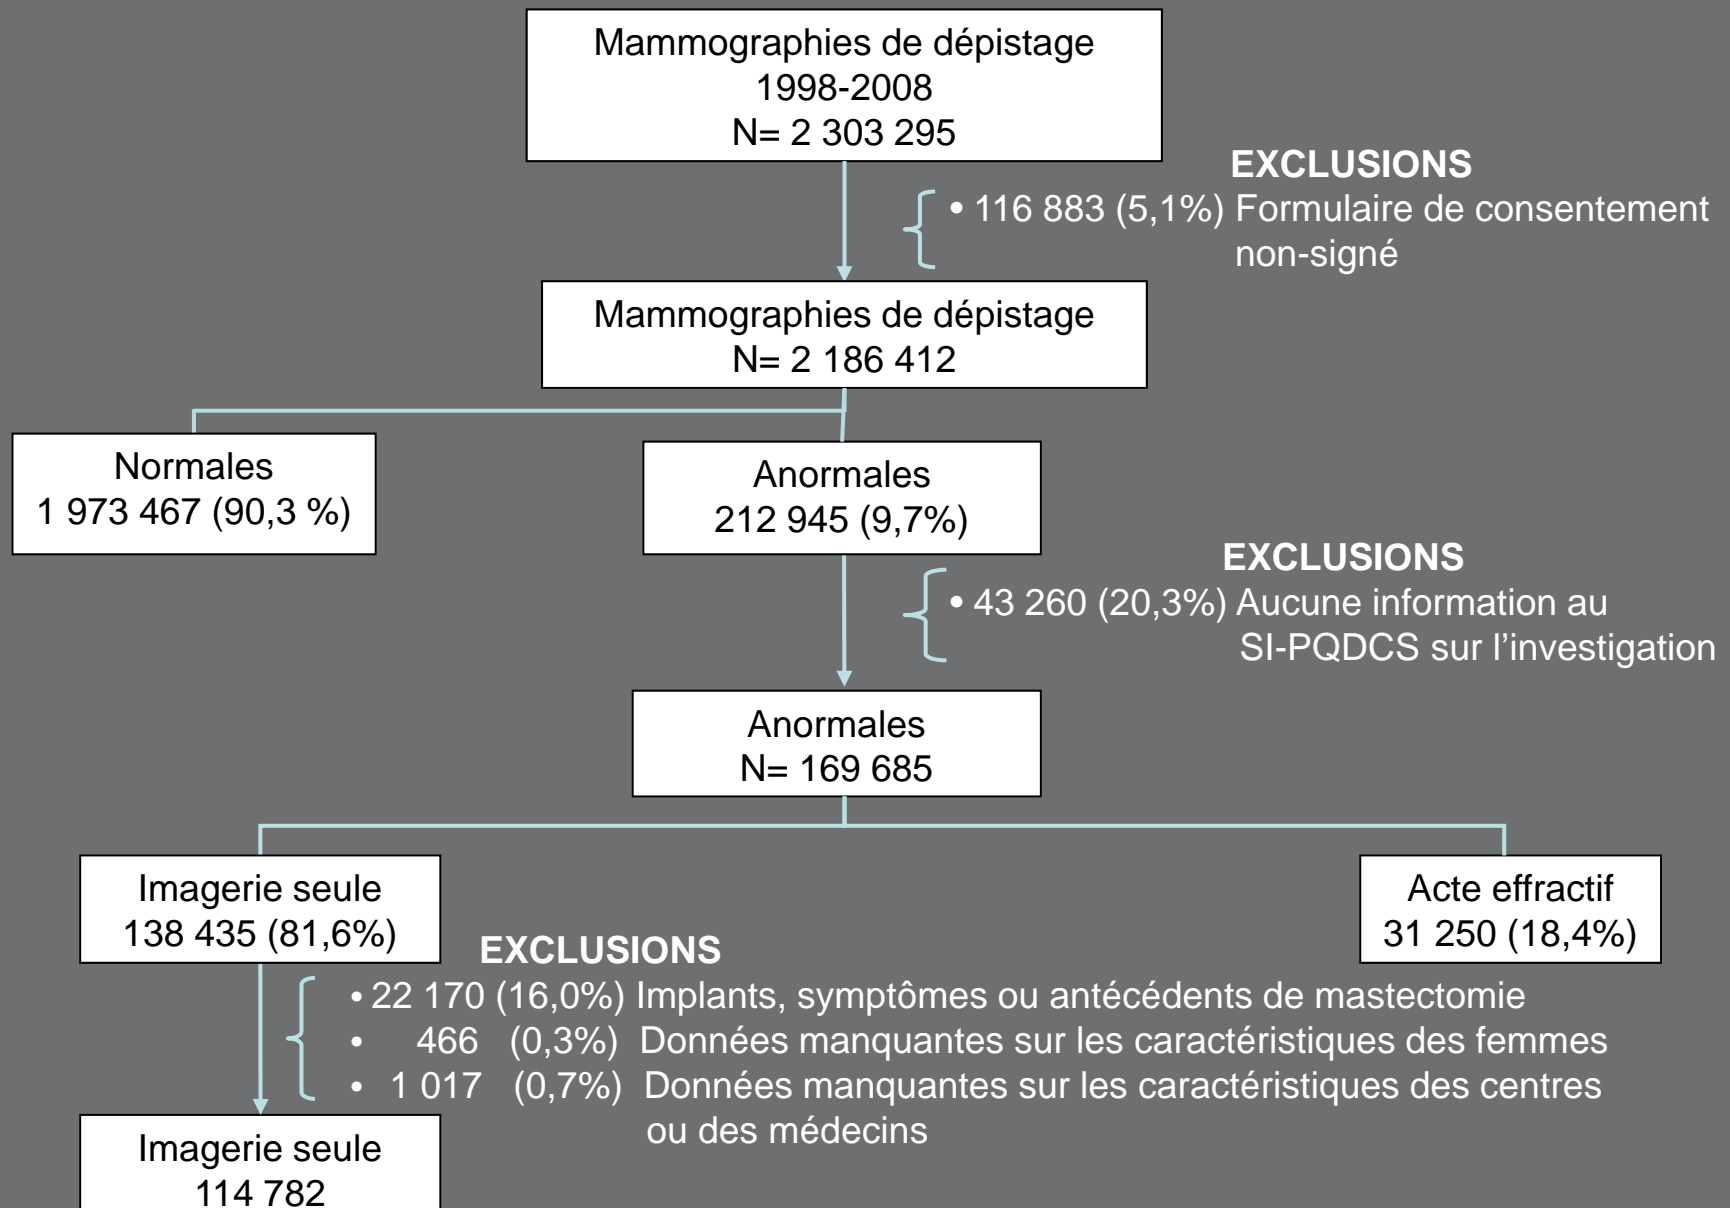 Mammographies de dépistage
1998-2008
N= 2 303 295
EXCLUSIONS
• 116 883 (5,1%) Formulaire de consentement
non-signé
Mammographies de dépistage
N= 2 186 412
Normales
1 973 467 (90,3 %)
Anormales
212 945 (9,7%)
EXCLUSIONS
• 43 260 (20,3%) Aucune information au
SI-PQDCS sur l’investigation
Anormales
N= 169 685
Imagerie seule
138 435 (81,6%)
Acte effractif
31 250 (18,4%)
EXCLUSIONS
• 22 170 (16,0%) Implants, symptômes ou antécédents de mastectomie
• 466 (0,3%) Données manquantes sur les caractéristiques des femmes
• 1 017 (0,7%) Données manquantes sur les caractéristiques des centres
ou des médecins
Imagerie seule
114 782